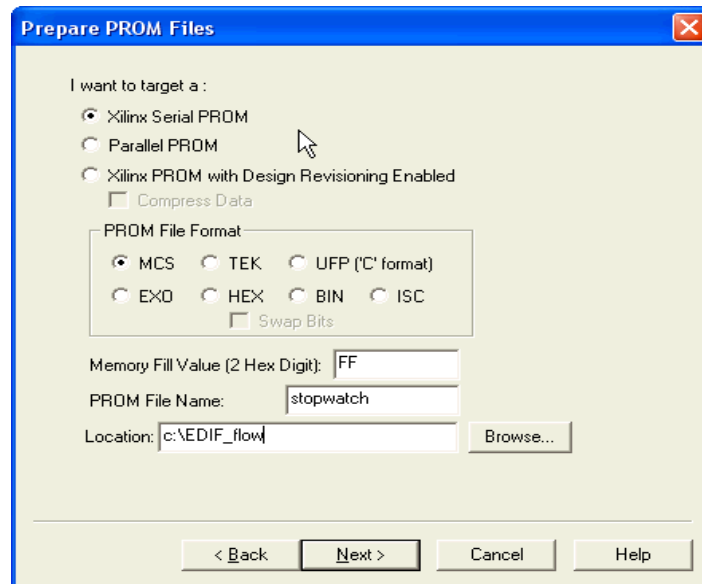 Prepare PROM Files
I want to target a :
Xilinx Serial PROM
Parallel PROM
Xilinx PROM with Design Revisioning Enabled
Compress Data
PROM File Format
MCS TEK UFP ('C' format)
EXO HEX BIN ISC
Swap Bits
Memory Fill Value (2 Hex Digit): FF
PROM File Name: stopwatch
Location: c:\EDIF_flow Browse...
< Back Next > Cancel Help